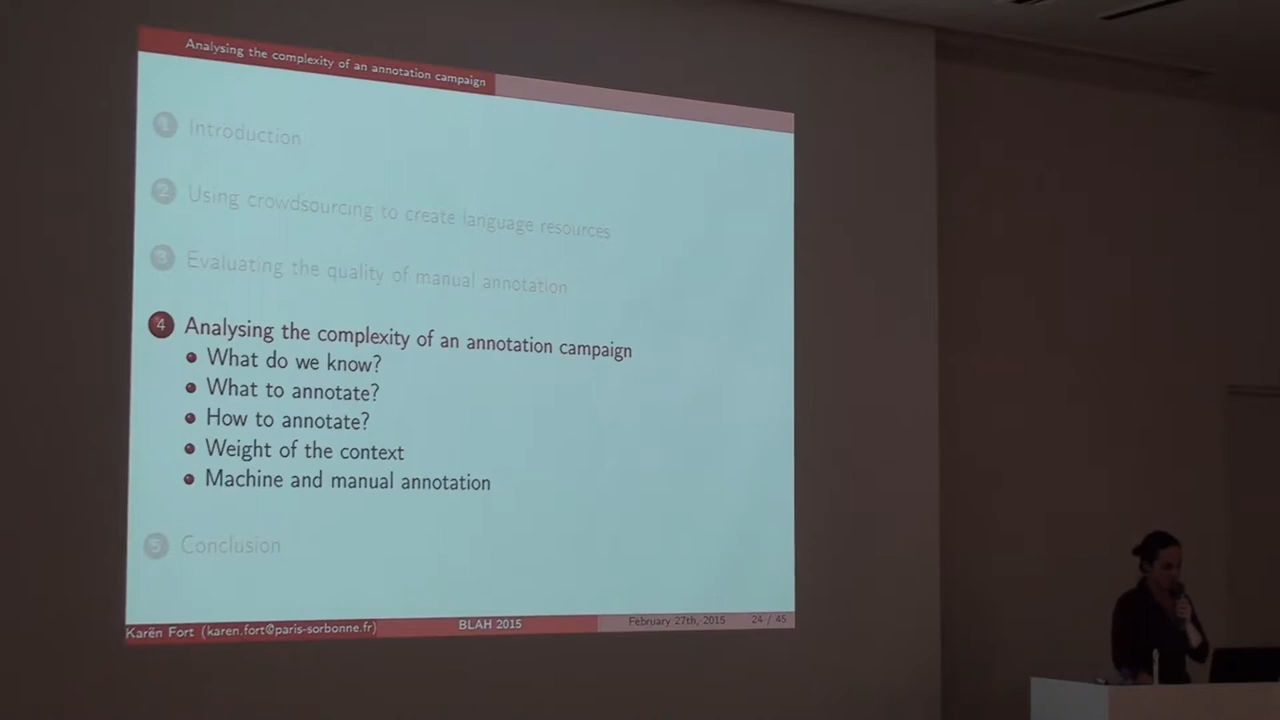 Analysing the complexity of an annotation campaign
1 Introduction
2 Using crowdsourcing to create language resources
3 Evaluating the quality of manual annotation
4 Analysing the complexity of an annotation campaign
What do we know?
What to annotate?
How to annotate?
Weight of the context
Machine and manual annotation
5 Conclusion
Karën Fort (karen.fort@paris-sorbonne.fr) BLAH 2015 February 27th, 2015 24 / 45